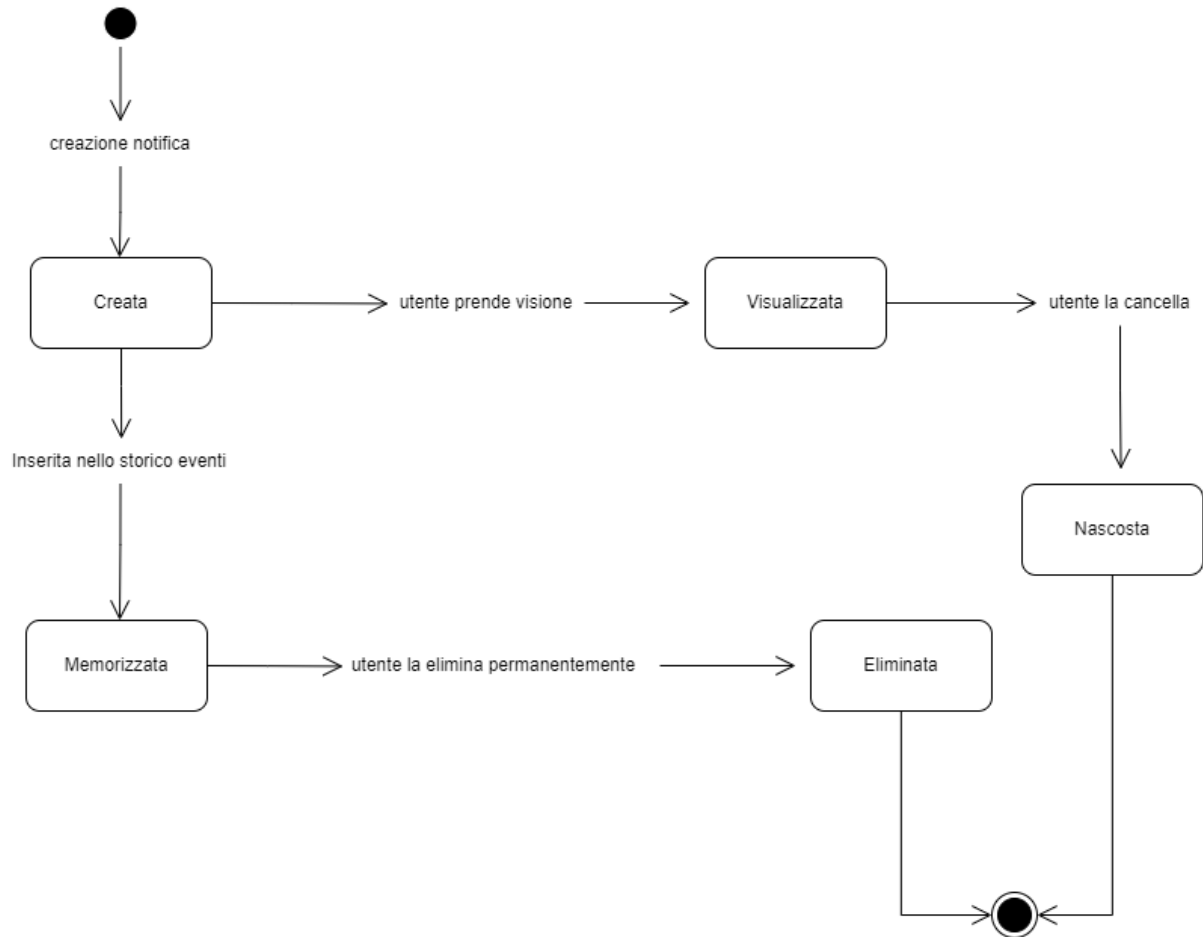 creazione notifica
Creata
utente prende visione
Visualizzata
utente la cancella
Inserita nello storico eventi
Nascosta
Memorizzata
utente la elimina permanentemente
Eliminata